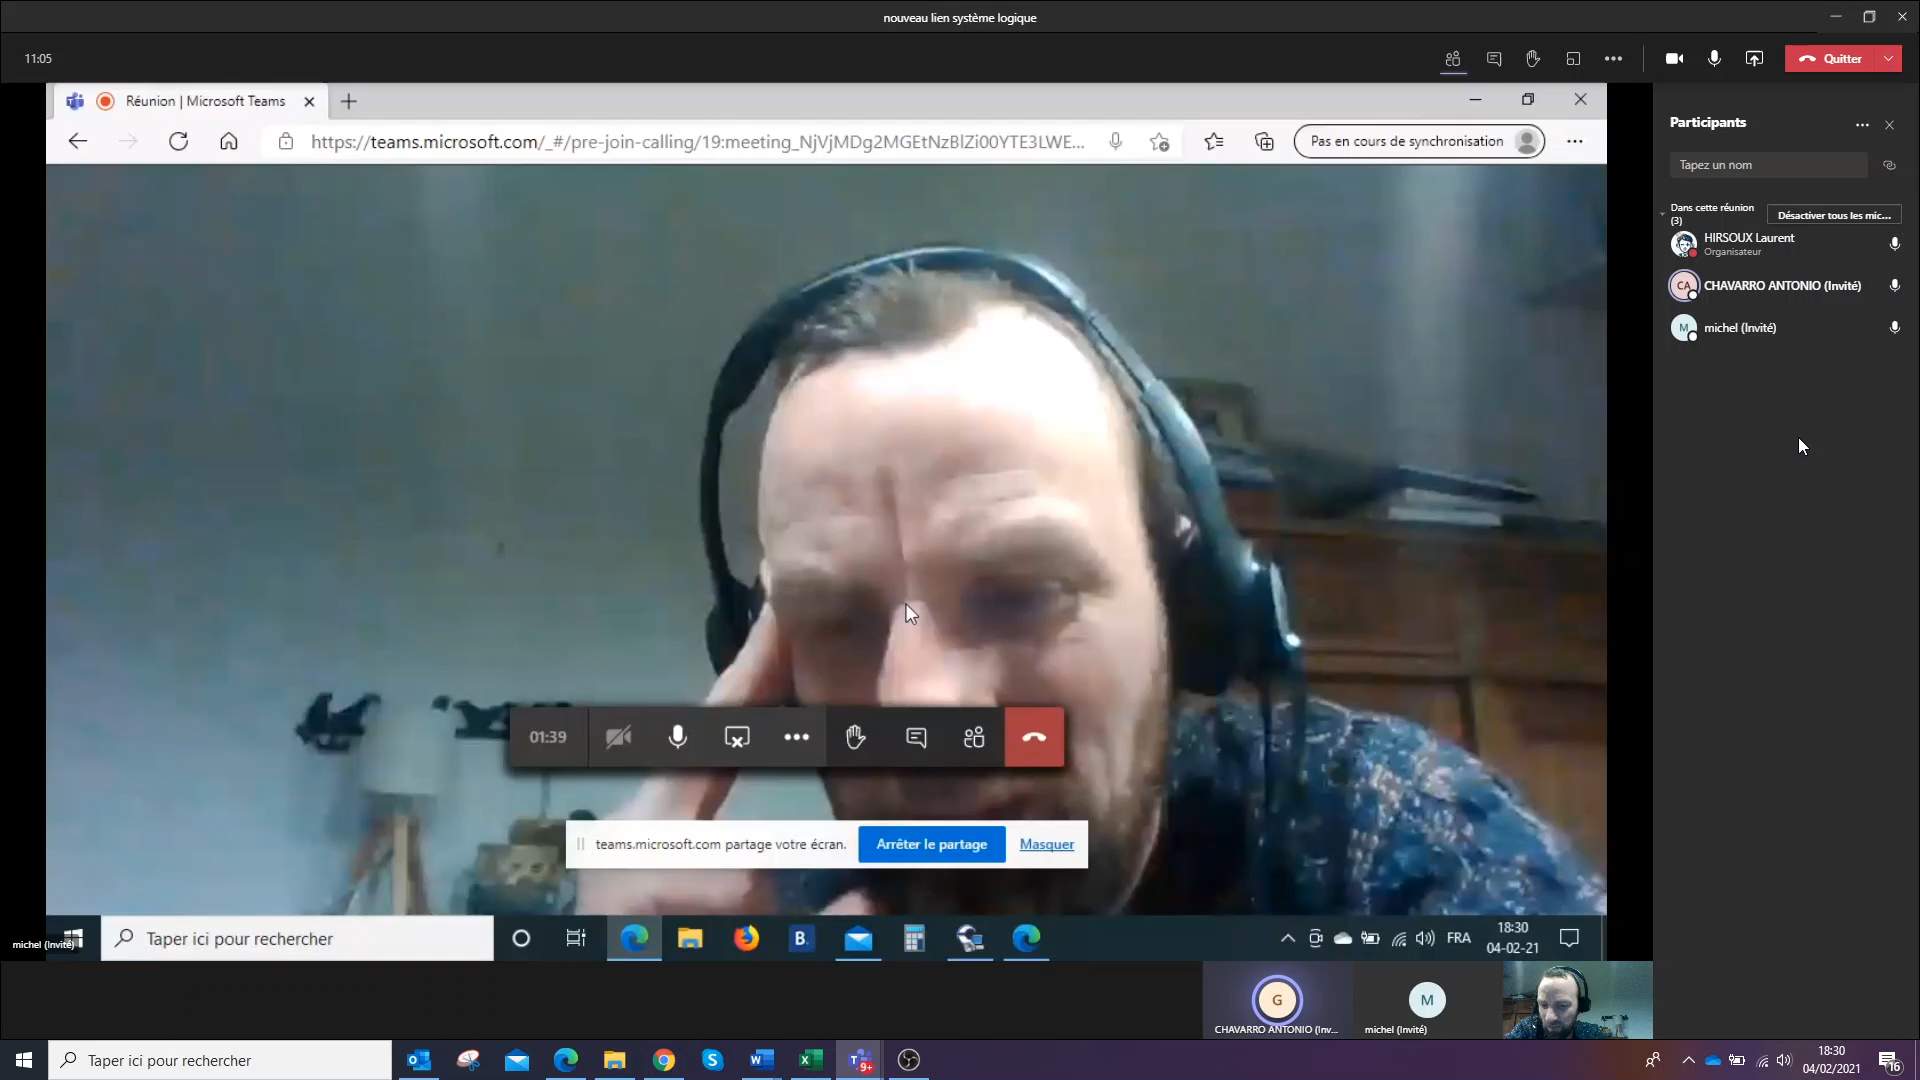 nouveau lien système logique
11:05
Quitter
Réunion | Microsoft Teams
https://teams.microsoft.com/_#/pre-join-calling/19:meeting_NjVjMDg2MGEtNzBlZi00YTE3LWE...
Pas en cours de synchronisation
Participants
Tapez un nom
Dans cette réunion
(3)
Désactiver tous les mic...
HIRSOUX Laurent
Organisateur
CA
CHAVARRO ANTONIO (Invité)
M
michel (Invité)
01:39
teams.microsoft.com partage votre écran.
Arrêter le partage
Masquer
michel (Invité)
Taper ici pour rechercher
B.
FRA
18:30
04-02-21
G
CHAVARRO ANTONIO (Inv...
M
michel (Invité)
Taper ici pour rechercher
9+
18:30
04/02/2021
16